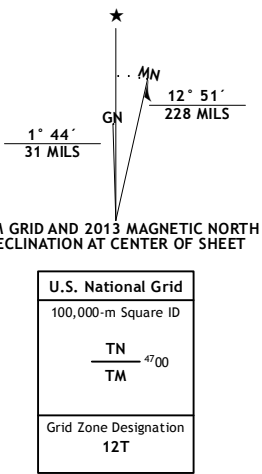 ★
MN
GN
12° 51´
228 MILS
1° 44´
31 MILS
M GRID AND 2013 MAGNETIC NORTH
ECLINATION AT CENTER OF SHEET
U.S. National Grid
100,000-m Square ID
TN
4700
TM
Grid Zone Designation
12T